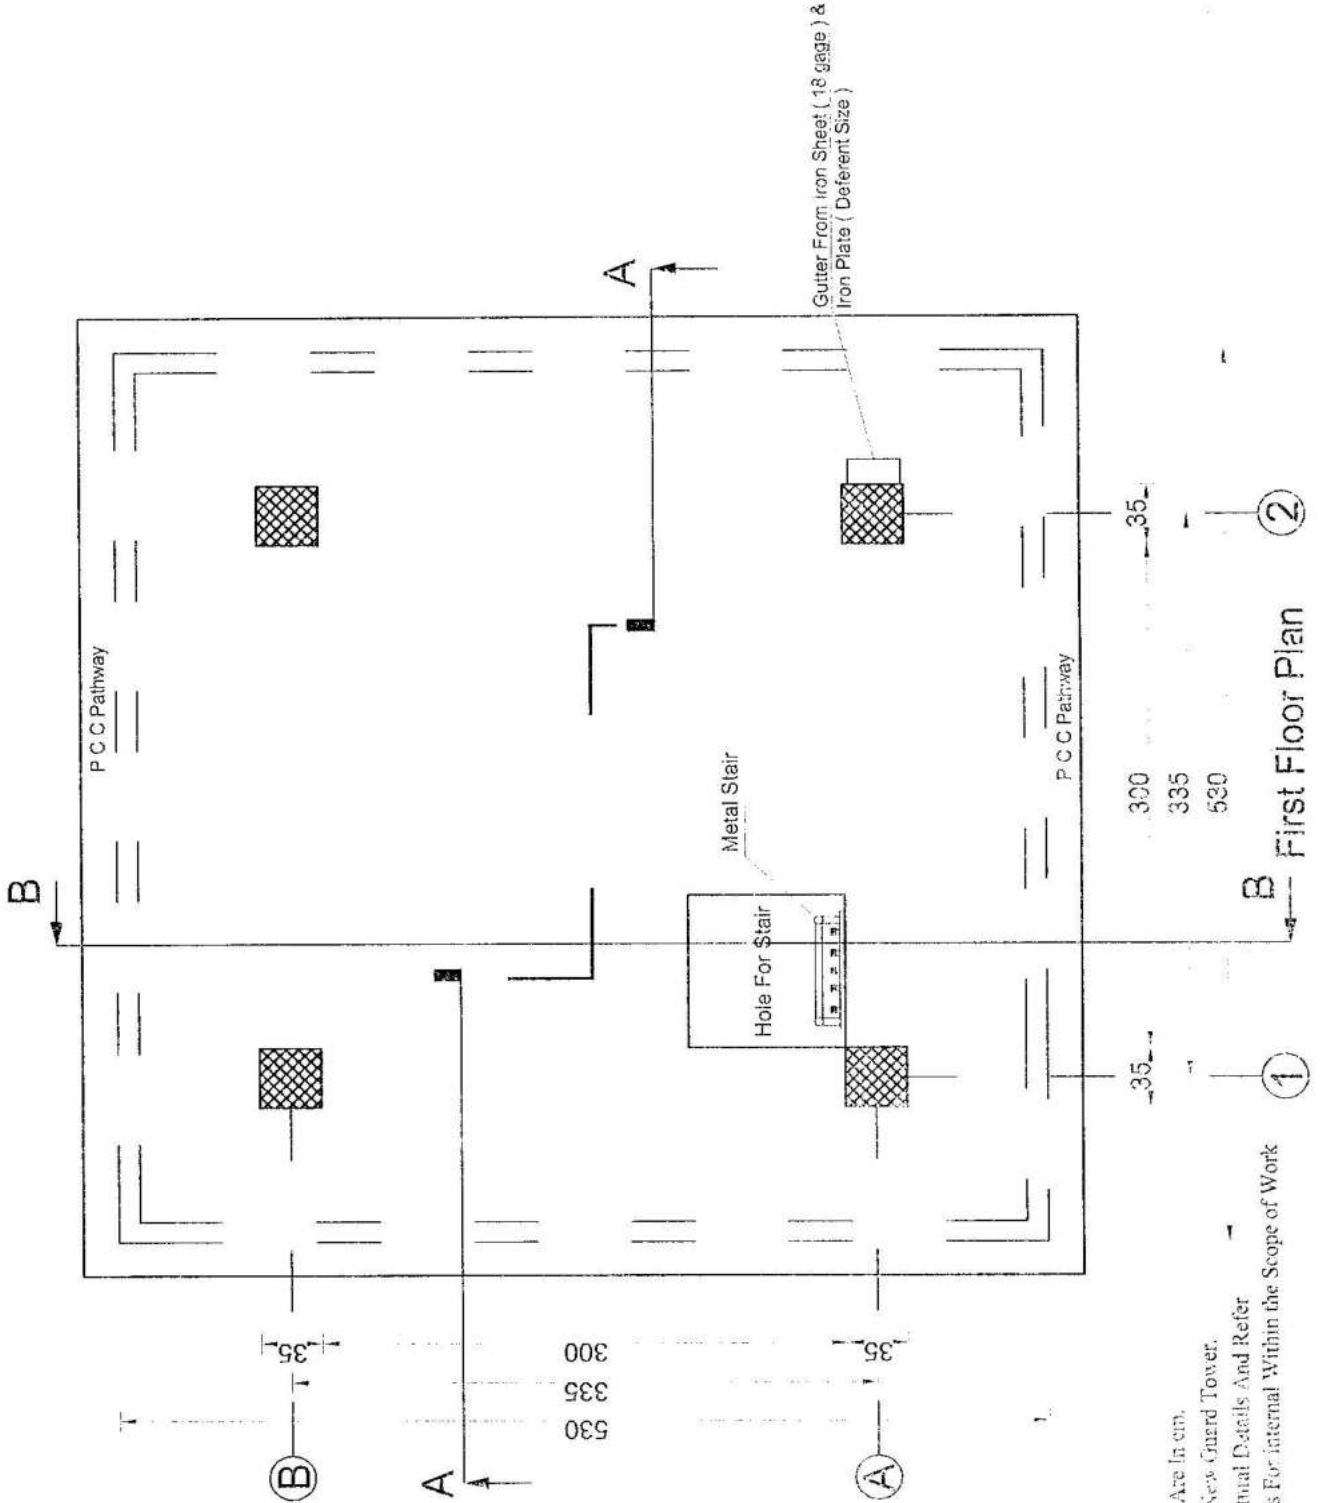 Gutter From Iron Sheet ( 18 gage ) &
Iron Plate ( Deferent Size )
A
B
P C C Pathway
Metal Stair
Hole For Stair
P C C Pathway
35
300
35
335
530
B
A
A
35
300
35
335
530
1
2
B
First Floor Plan
Are In cm.
New Guard Tower.
Details And Refer
s For internal Within the Scope of Work